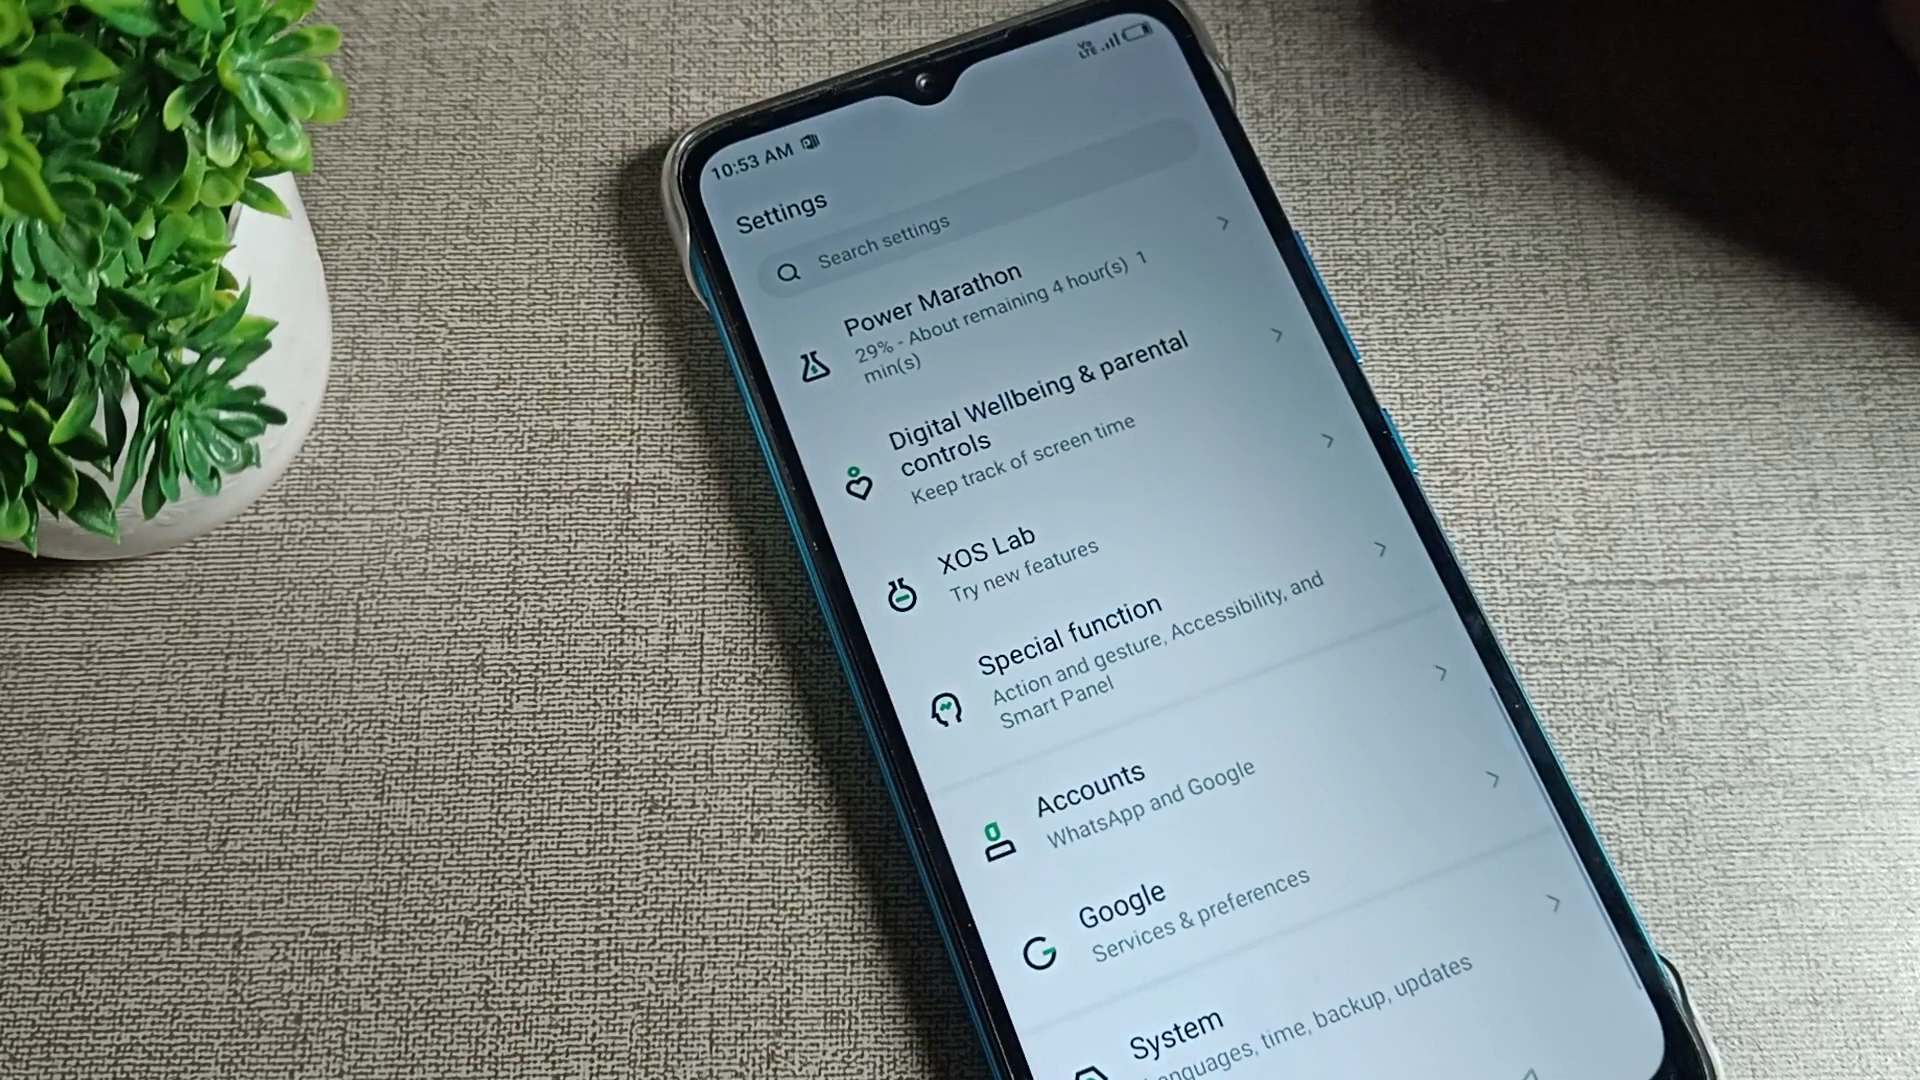 Vo
LTE
10:53 AM
Settings
Search settings
Power Marathon
29% - About remaining 4 hour(s) 1
min(s)
Digital Wellbeing & parental
controls
Keep track of screen time
XOS Lab
Try new features
Special function
Action and gesture, Accessibility, and
Smart Panel
Accounts
WhatsApp and Google
Google
Services & preferences
System
time, backup, updates